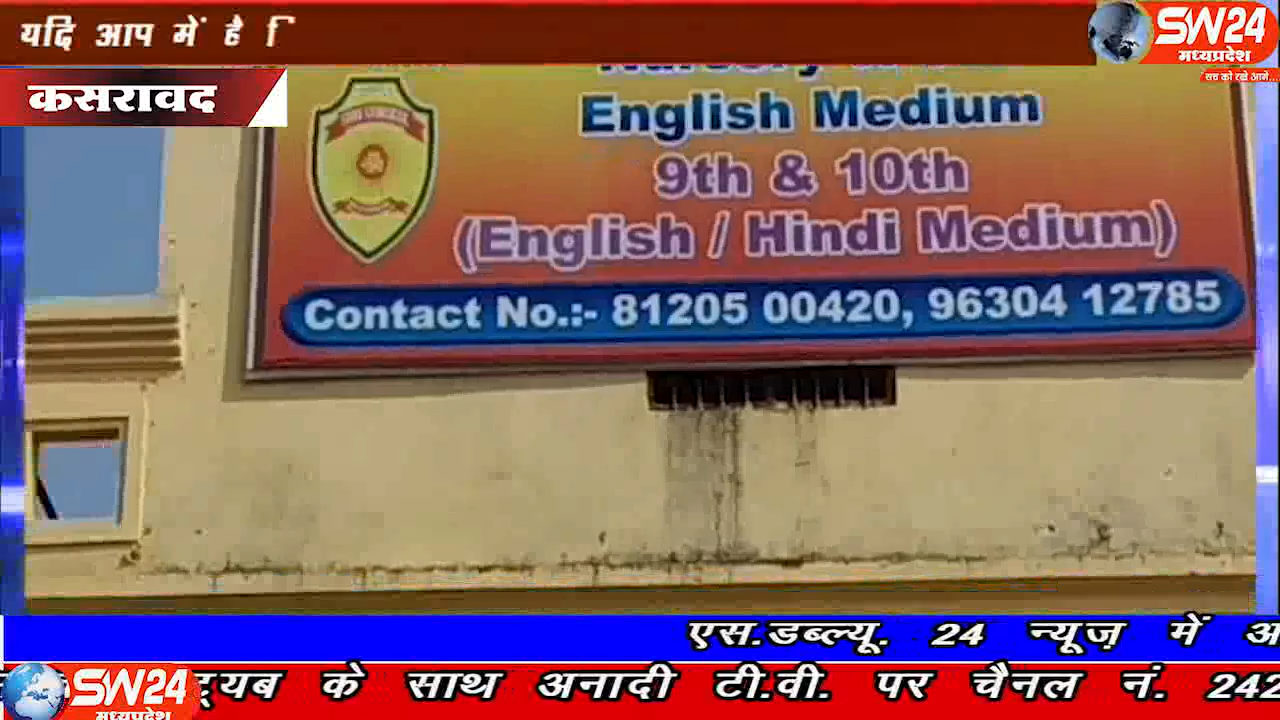 यदि आप में है
SW24
मध्यप्रदेश
सच को रखे आगे...
कसरावद
English Medium
9th & 10th
(English / Hindi Medium)
Contact No.:- 81205 00420, 96304 12785
एस.डब्ल्यू. 24 न्यूज़ में अ
SW24
मध्यप्रदेश
ट्यूब के साथ अनादी टी.वी. पर चैनल नं. 242